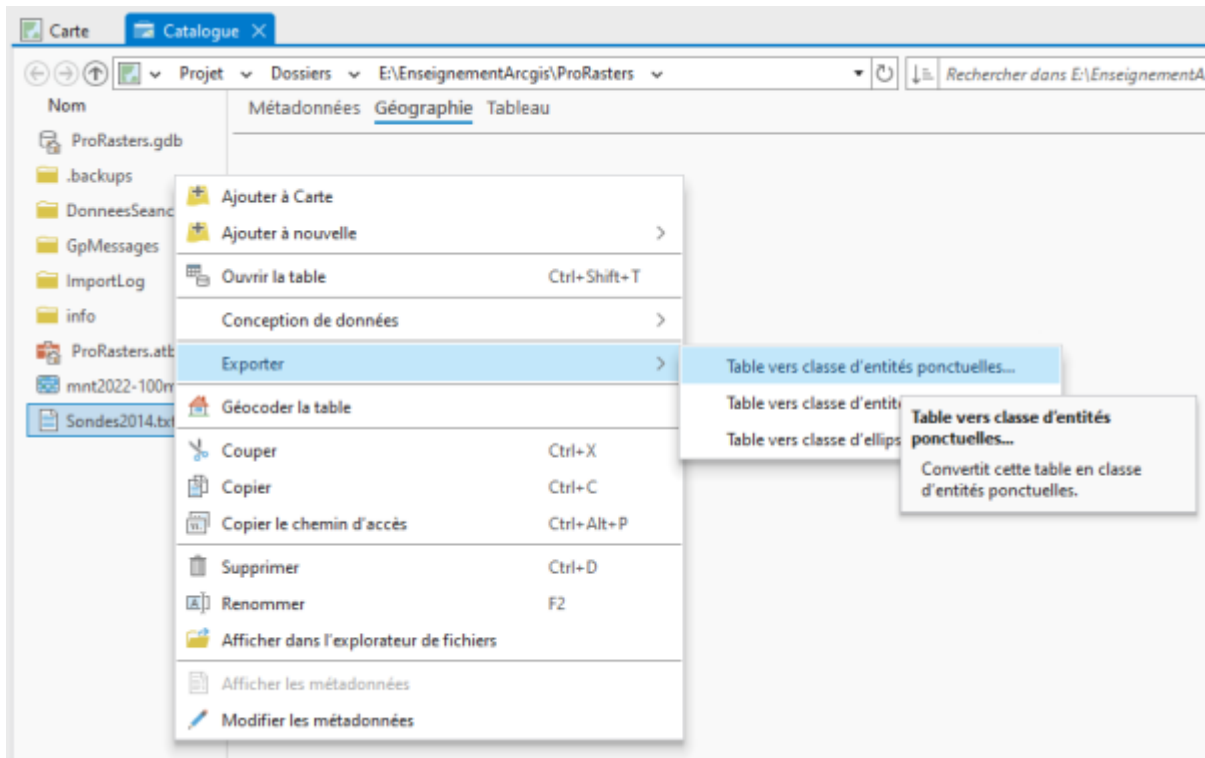 Carte
Catalogue
Projet Dossiers E:\EnseignementArcgis\ProRasters
Rechercher dans E:\EnseignementA
Nom
Métadonnées Géographie Tableau
ProRasters.gdb
.backups
DonneesSeanc
GpMessages
ImportLog
info
ProRasters.atb
mnt2022-100m
Sondes2014.txt
Ajouter à Carte
Ajouter à nouvelle
Ouvrir la table Ctrl+Shift+T
Conception de données
Exporter
Géocoder la table
Couper Ctrl+X
Copier Ctrl+C
Copier le chemin d'accès Ctrl+Alt+P
Supprimer Ctrl+D
Renommer F2
Afficher dans l'explorateur de fichiers
Afficher les métadonnées
Modifier les métadonnées
Table vers classe d'entités ponctuelles...
Table vers classe d'entité
Table vers classe d'ellips
Table vers classe d'entités
ponctuelles...
Convertit cette table en classe
d'entités ponctuelles.